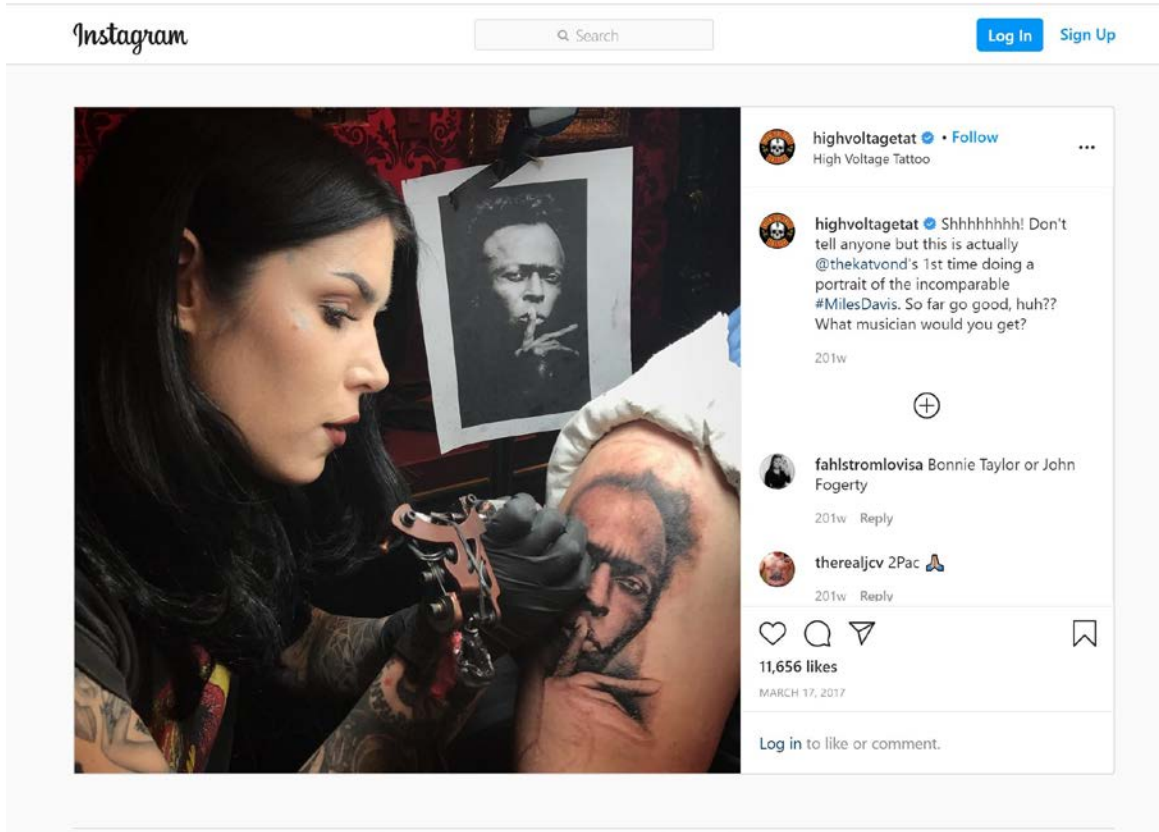 Instagram
Search
Log In
Sign Up
highvoltagetat • Follow
High Voltage Tattoo
highvoltagetat Shhhhhhhh! Don't
tell anyone but this is actually
@thekatvond's 1st time doing a
portrait of the incomparable
#MilesDavis. So far go good, huh??
What musician would you get?
201w
fahlstromlovisa Bonnie Taylor or John
Fogerty
201w Reply
therealjcv 2Pac 🙏🏽
201w Reply
11,656 likes
MARCH 17, 2017
Log in to like or comment.